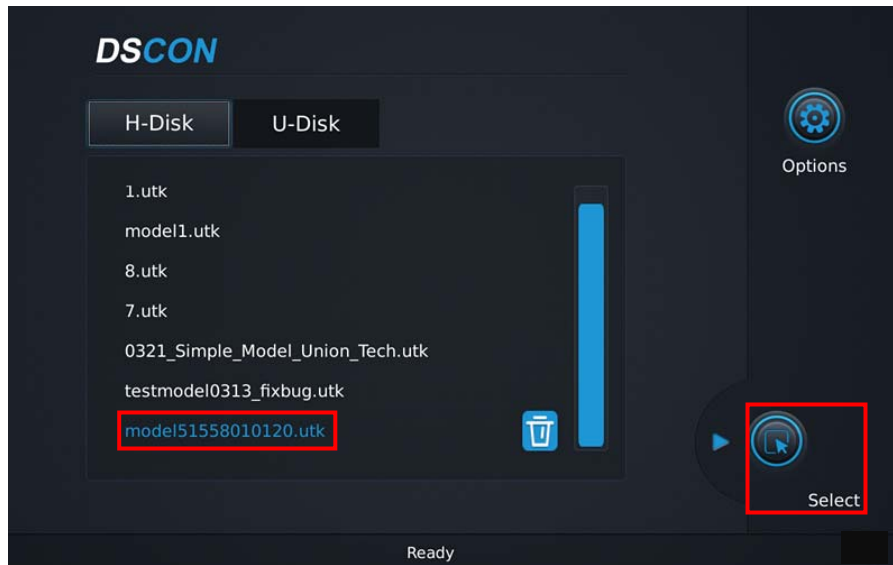 DSCON
H-Disk U-Disk
Options
1.utk
model1.utk
8.utk
7.utk
0321_Simple_Model_Union_Tech.utk
testmodel0313_fixbug.utk
model51558010120.utk
Select
Ready